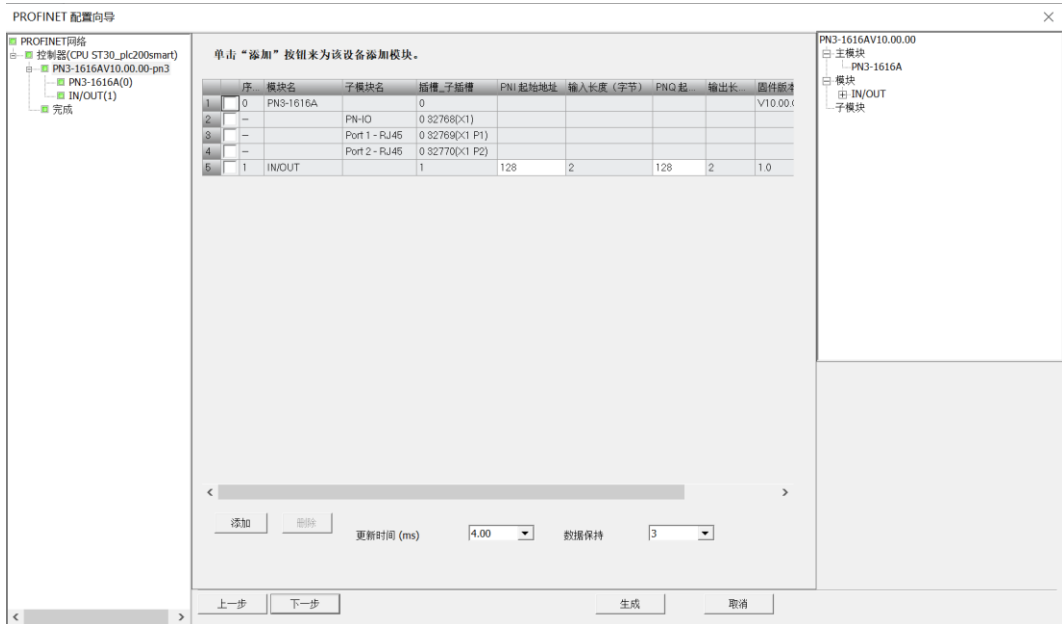 PROFINET 配置向导
PROFINET网络
控制器(CPU ST30_plc200smart)
PN3-1616AV10.00.00-pn3
PN3-1616A(0)
IN/OUT(1)
完成
单击“添加”按钮来为该设备添加模块。
序.. 模块名 子模块名 插槽_子插槽 PNI 起始地址 输入长度（字节） PNQ 起... 输出长... 固件版本
1 0 PN3-1616A 0 V10.00.0
2 -- PN-IO 0 32768(X1)
3 -- Port 1 - RJ45 0 32769(X1 P1)
4 -- Port 2 - RJ45 0 32770(X1 P2)
5 1 IN/OUT 1 128 2 128 2 1.0
添加 删除 更新时间 (ms) 4.00 数据保持 3
上一步 下一步 生成 取消
PN3-1616AV10.00.00
主模块
PN3-1616A
模块
IN/OUT
子模块